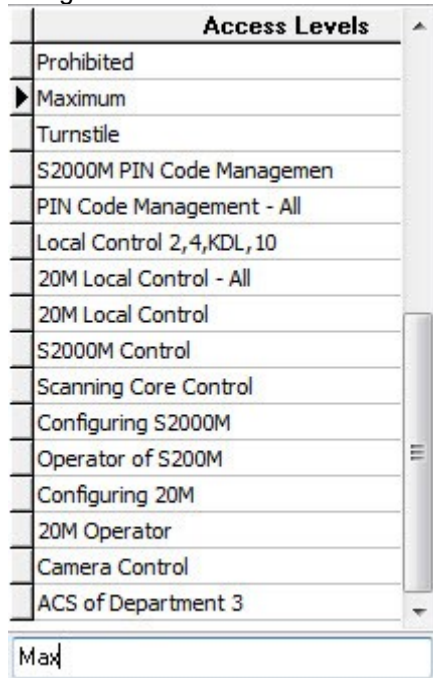 Access Levels
Prohibited
Maximum
Turnstile
S2000M PIN Code Managemen
PIN Code Management - All
Local Control 2,4,KDL,10
20M Local Control - All
20M Local Control
S2000M Control
Scanning Core Control
Configuring S2000M
Operator of S200M
Configuring 20M
20M Operator
Camera Control
ACS of Department 3
Max